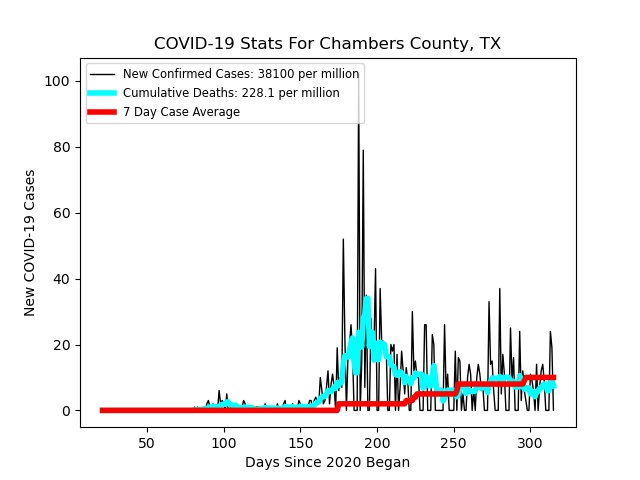 COVID-19 Stats For Chambers County, TX
New Confirmed Cases: 38100 per million
Cumulative Deaths: 228.1 per million
7 Day Case Average
100
80
60
40
20
0
New COVID-19 Cases
50 100 150 200 250 300
Days Since 2020 Began